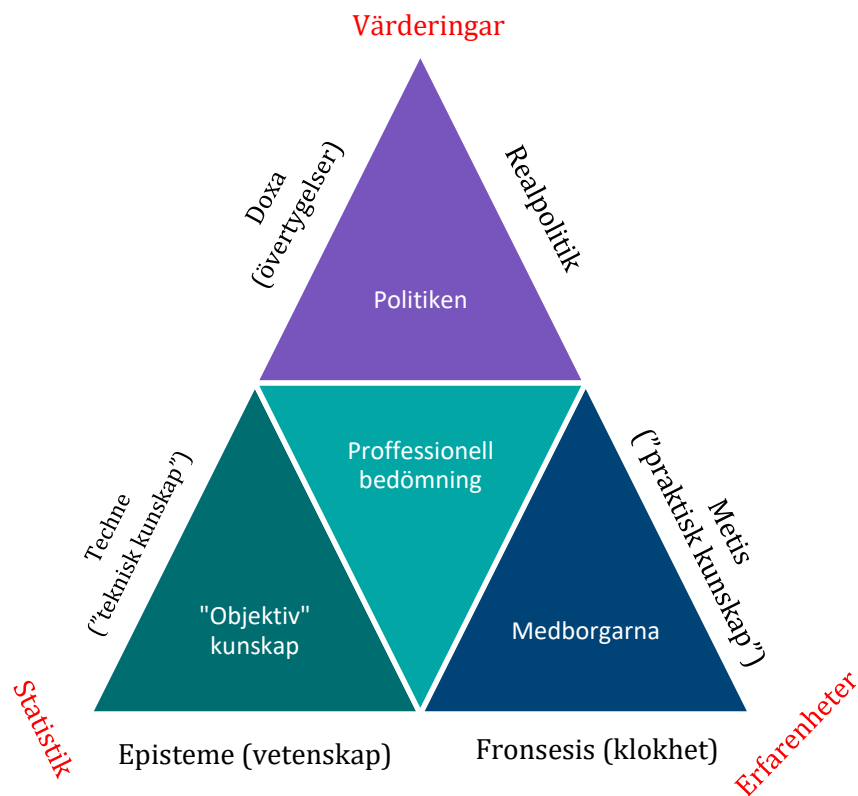 Värderingar
Doxa
(övertygelser)
Realpolitik
Politiken
Proffessionell
bedömning
Techne
("teknisk kunskap”)
Metis
(”praktisk kunskap”)
"Objektiv"
kunskap
Medborgarna
Statistik
Episteme (vetenskap)
Fronsesis (klokhet)
Erfarenheter